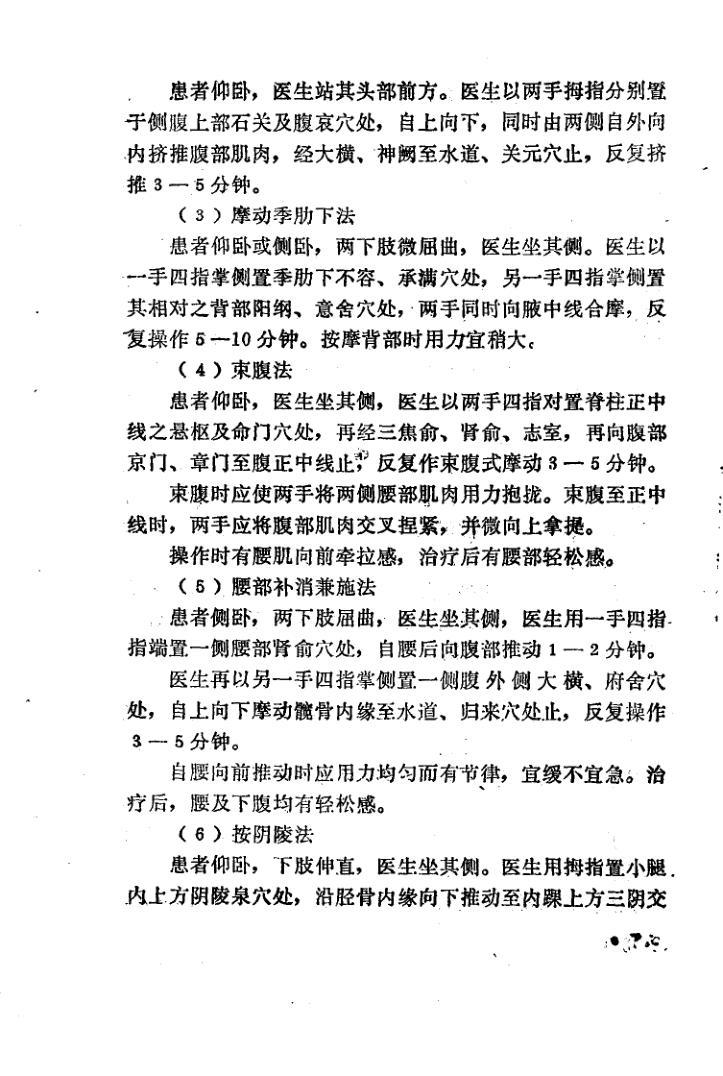 患者仰卧，医生站其头部前方。医生以两手拇指分别置
于侧腹上部石关及腹哀穴处，自上向下，同时由两侧自外向
内挤推腹部肌肉，经大横、神阙至水道、关元穴止，反复挤
推3—5分钟。
（3）摩动季肋下法
患者仰卧或侧卧，两下肢微屈曲，医生坐其侧。医生以
一手四指掌侧置季肋下不容、承满穴处，另一手四指掌侧置
其相对之背部阳纲、意舍穴处，两手同时向腋中线合摩，反
复操作5—10分钟。按摩背部时用力宜稍大。
（4）束腹法
患者仰卧，医生坐其侧，医生以两手四指对置脊柱正中
线之悬枢及命门穴处，再经三焦俞、肾俞、志室，再向腹部
京门、章门至腹正中线止，反复作束腹式摩动3—5分钟。
束腹时应使两手将两侧腰部肌肉用力抱拢。束腹至正中
线时，两手应将腹部肌肉交叉捏紧，并微向上拿提。
操作时有腰肌向前牵拉感，治疗后有腰部轻松感。
（5）腰部补消兼施法
患者侧卧，两下肢屈曲，医生坐其侧，医生用一手四指
指端置一侧腰部肾俞穴处，自腰后向腹部推动1—2分钟。
医生再以另一手四指掌侧置一侧腹外侧大横、府舍穴
处，自上向下摩动髋骨内缘至水道、归来穴处止，反复操作
3—5分钟。
自腰向前推动时应用力均匀而有节律，宜缓不宜急。治
疗后，腰及下腹均有轻松感。
（6）按阴陵法
患者仰卧，下肢伸直，医生坐其侧。医生用拇指置小腿
内上方阴陵泉穴处，沿胫骨内缘向下推动至内踝上方三阴交